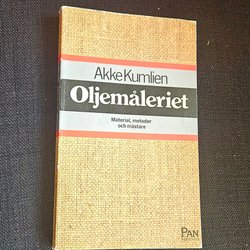 Akke Kumlien
Oljemåleriet
Material, metoder
och mästare
PAN